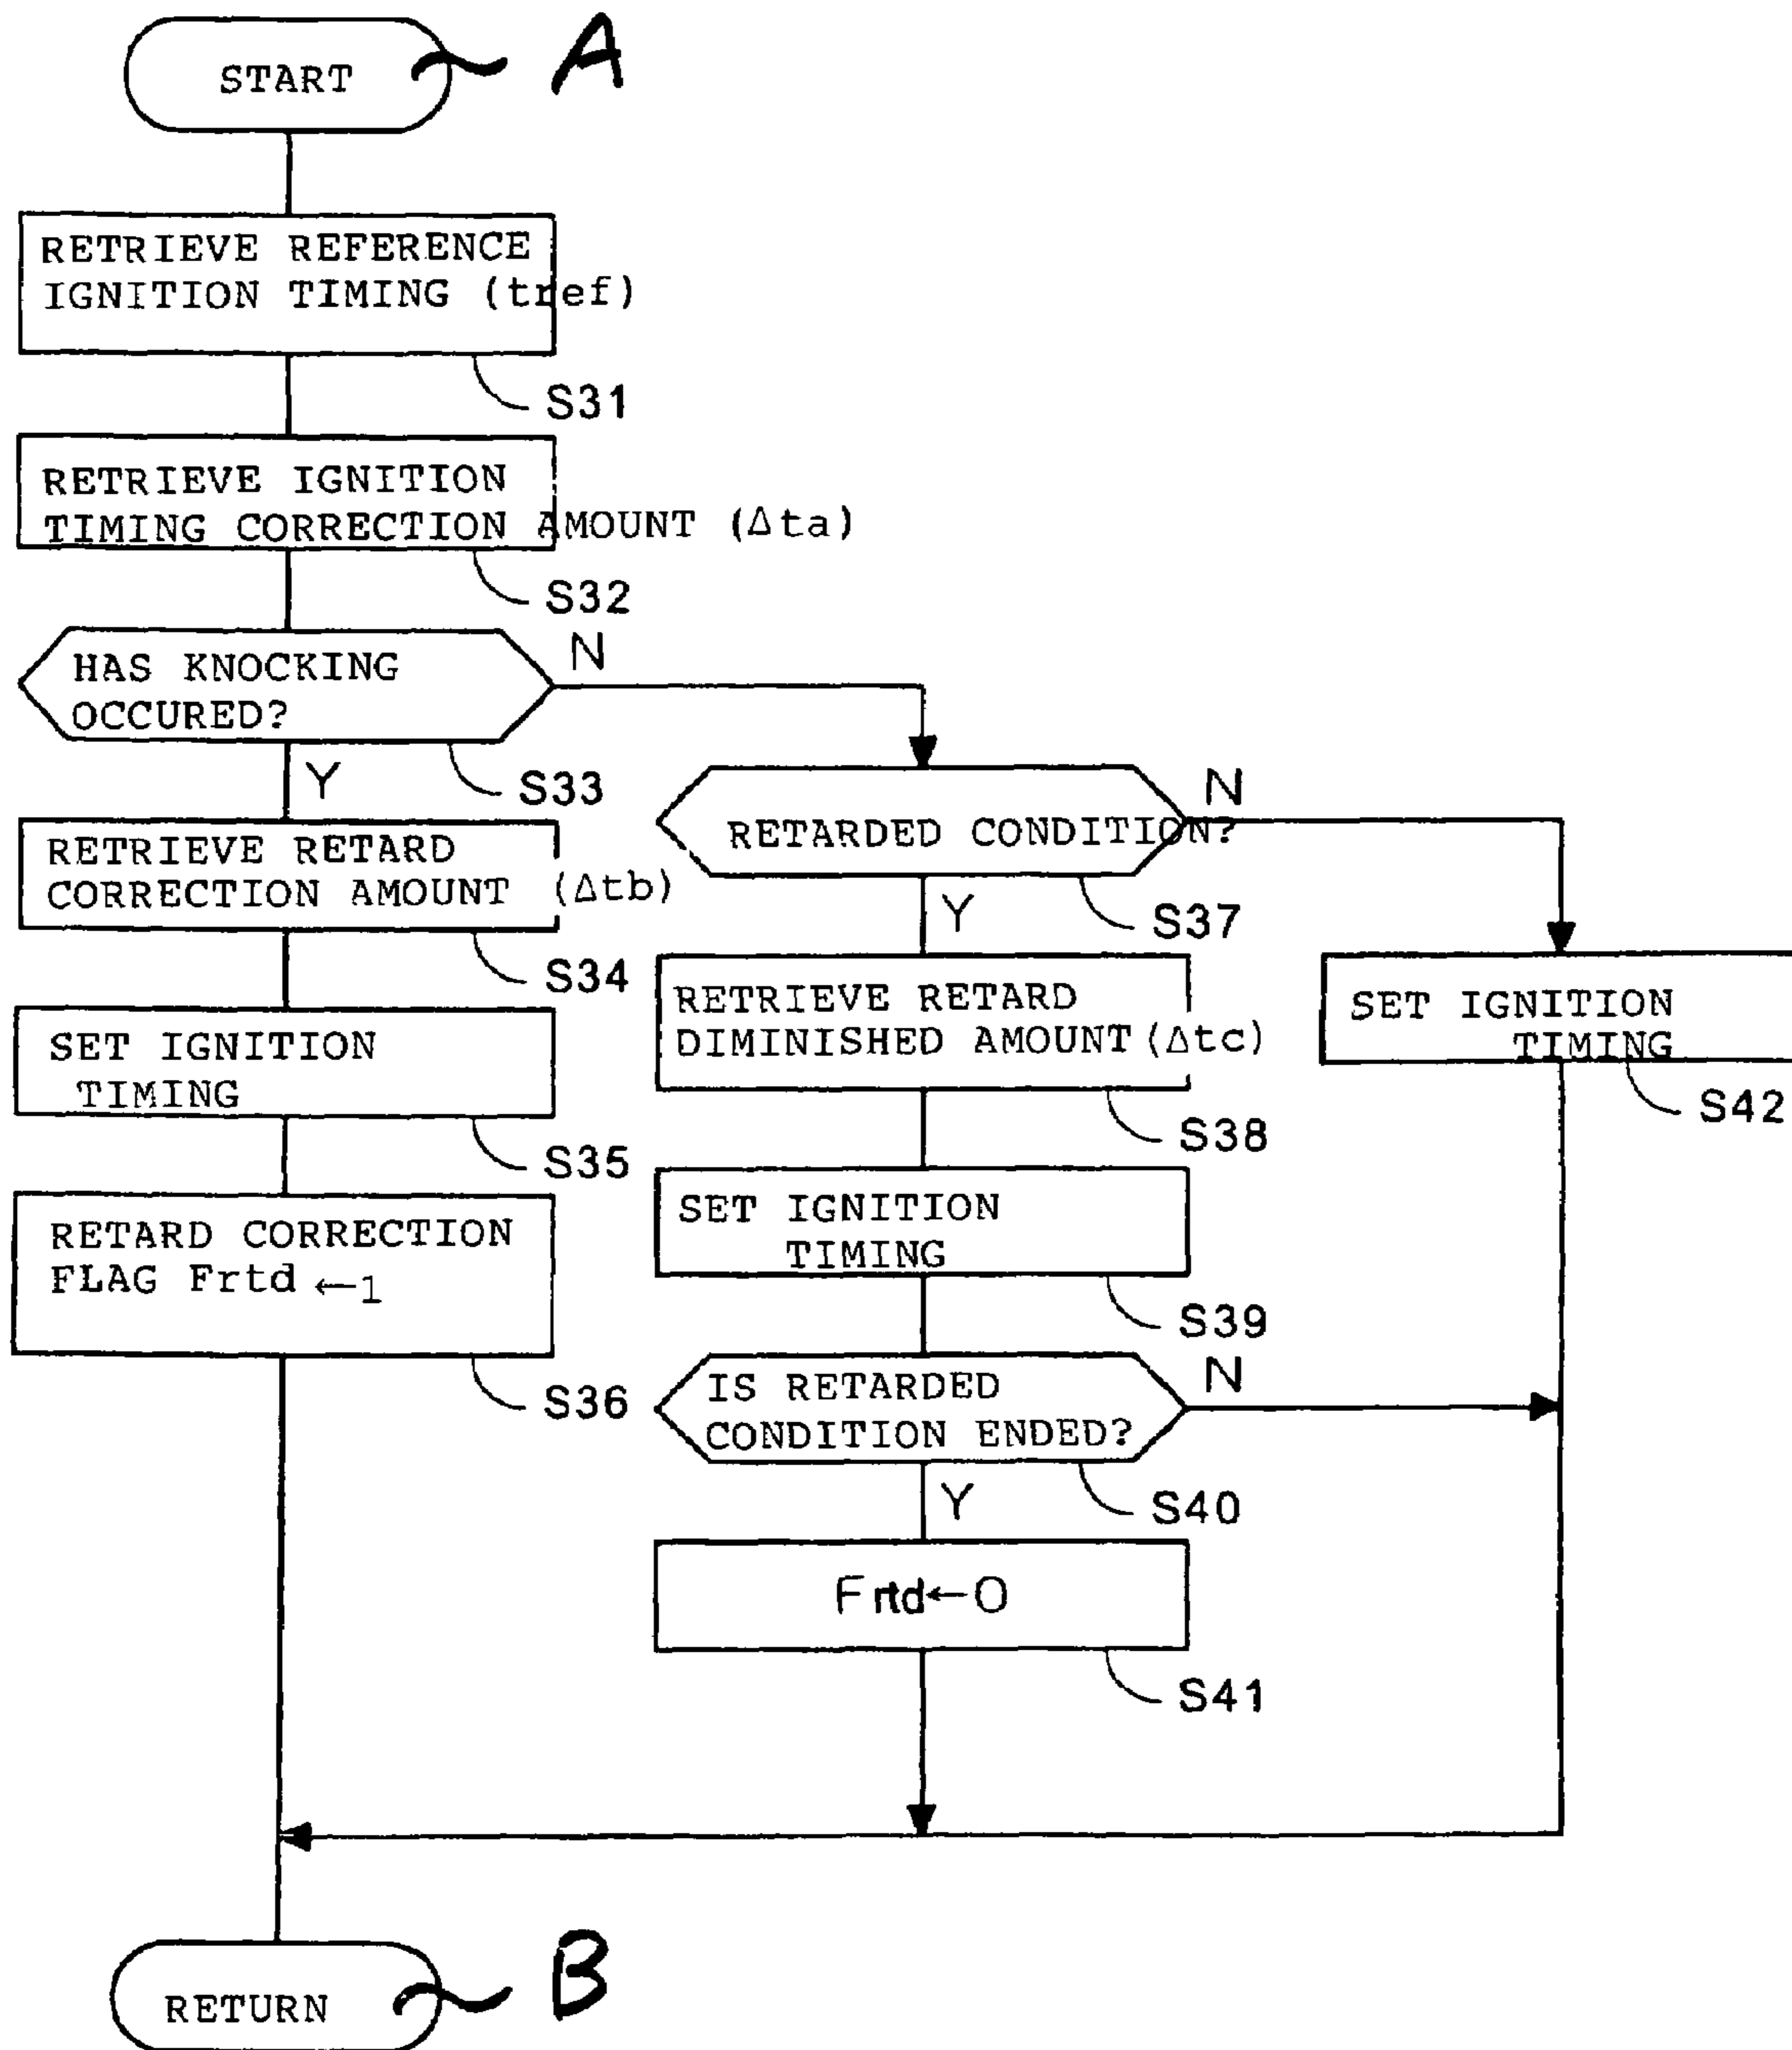 START
A
RETRIEVE REFERENCE
IGNITION TIMING (tref)
S31
RETRIEVE IGNITION
TIMING CORRECTION AMOUNT (Δta)
S32
HAS KNOCKING
OCCURED?
N
Y
S33
RETRIEVE RETARD
CORRECTION AMOUNT (Δtb)
S34
SET IGNITION
TIMING
S35
RETARD CORRECTION
FLAG Frtd ←1
S36
RETARDED CONDITION?
N
Y
S37
RETRIEVE RETARD
DIMINISHED AMOUNT (Δtc)
S38
SET IGNITION
TIMING
S39
IS RETARDED
CONDITION ENDED?
N
Y
S40
Frtd←0
S41
SET IGNITION
TIMING
S42
RETURN
B